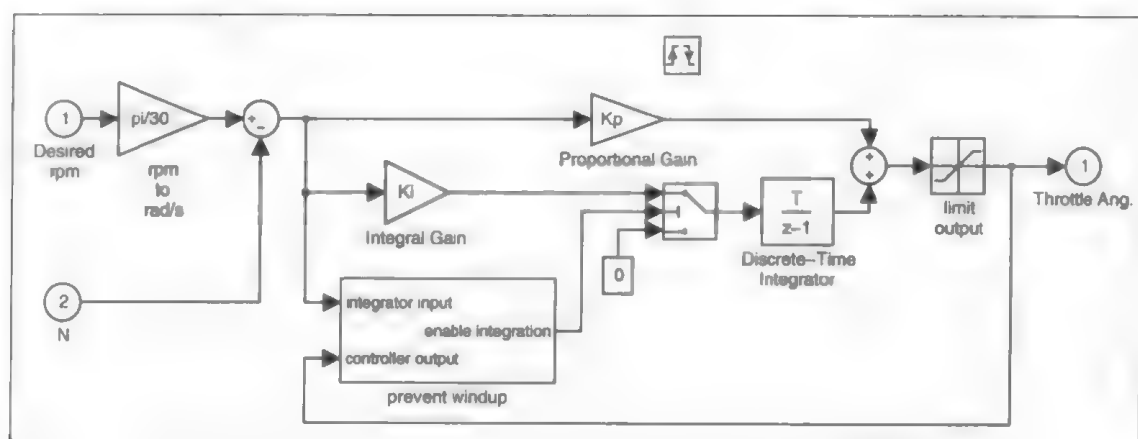 1
Desired
rpm
pi/30
rpm
to
rad/s
+
-
Kp
Proportional Gain
Ki
Integral Gain
0
T
z-1
Discrete-Time
Integrator
+
+
limit
output
1
Throttle Ang.
2
N
integrator input
enable integration
controller output
prevent windup